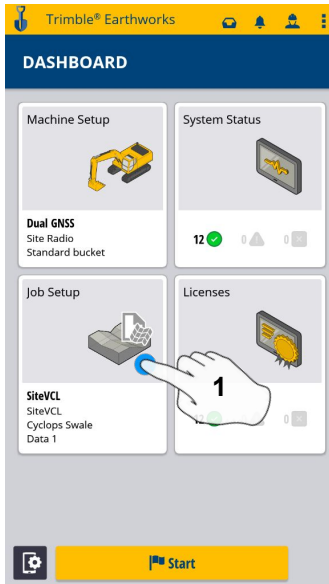 Trimble® Earthworks
DASHBOARD
Machine Setup
Dual GNSS
Site Radio
Standard bucket
System Status
12 0 0
Job Setup
SiteVCL
SiteVCL
Cyclops Swale
Data 1
Licenses
12 0
1
Start